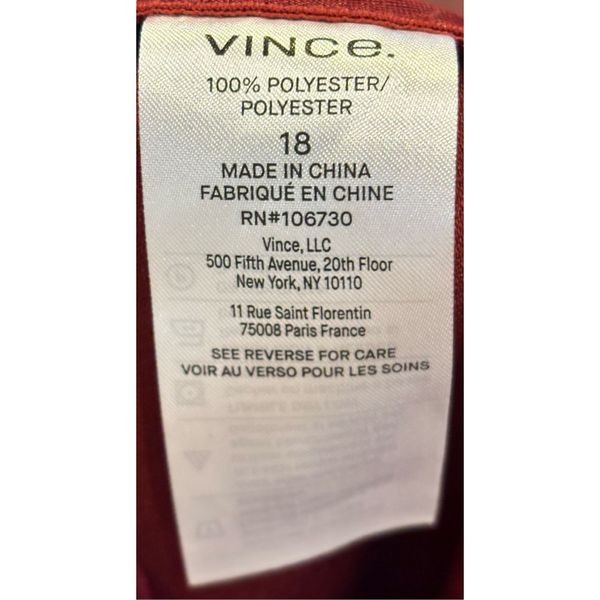 VINCe.
100% POLYESTER/
POLYESTER
18
MADE IN CHINA
FABRIQUÉ EN CHINE
RN#106730
Vince, LLC
500 Fifth Avenue, 20th Floor
New York, NY 10110
11 Rue Saint Florentin
75008 Paris France
SEE REVERSE FOR CARE
VOIR AU VERSO POUR LES SOINS